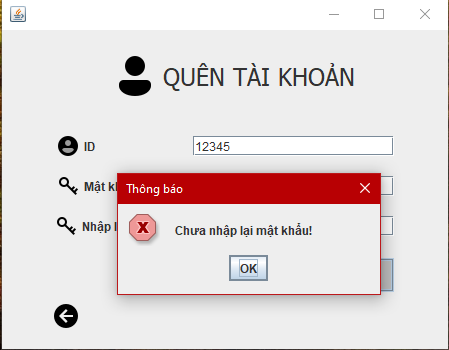 QUÊN TÀI KHOẢN
ID
12345
Mật
Nhập
Thông báo
Chưa nhập lại mật khẩu!
OK